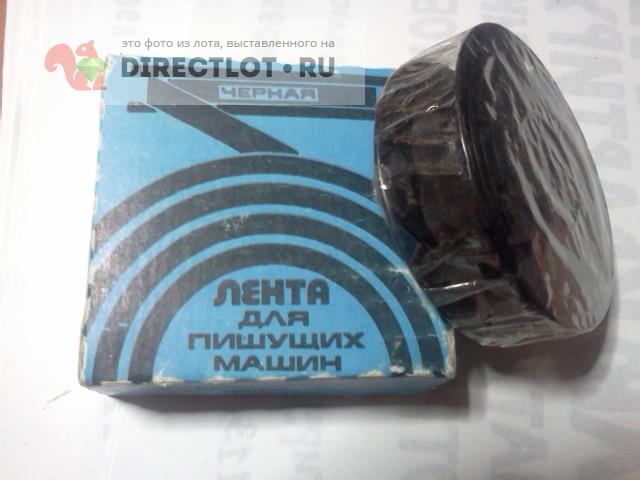 это фото из лота, выставленного на
DIRECTLOT.RU
ЧЕРНАЯ
ЛЕНТА
ДЛЯ
ПИШУЩИХ
МАШИН